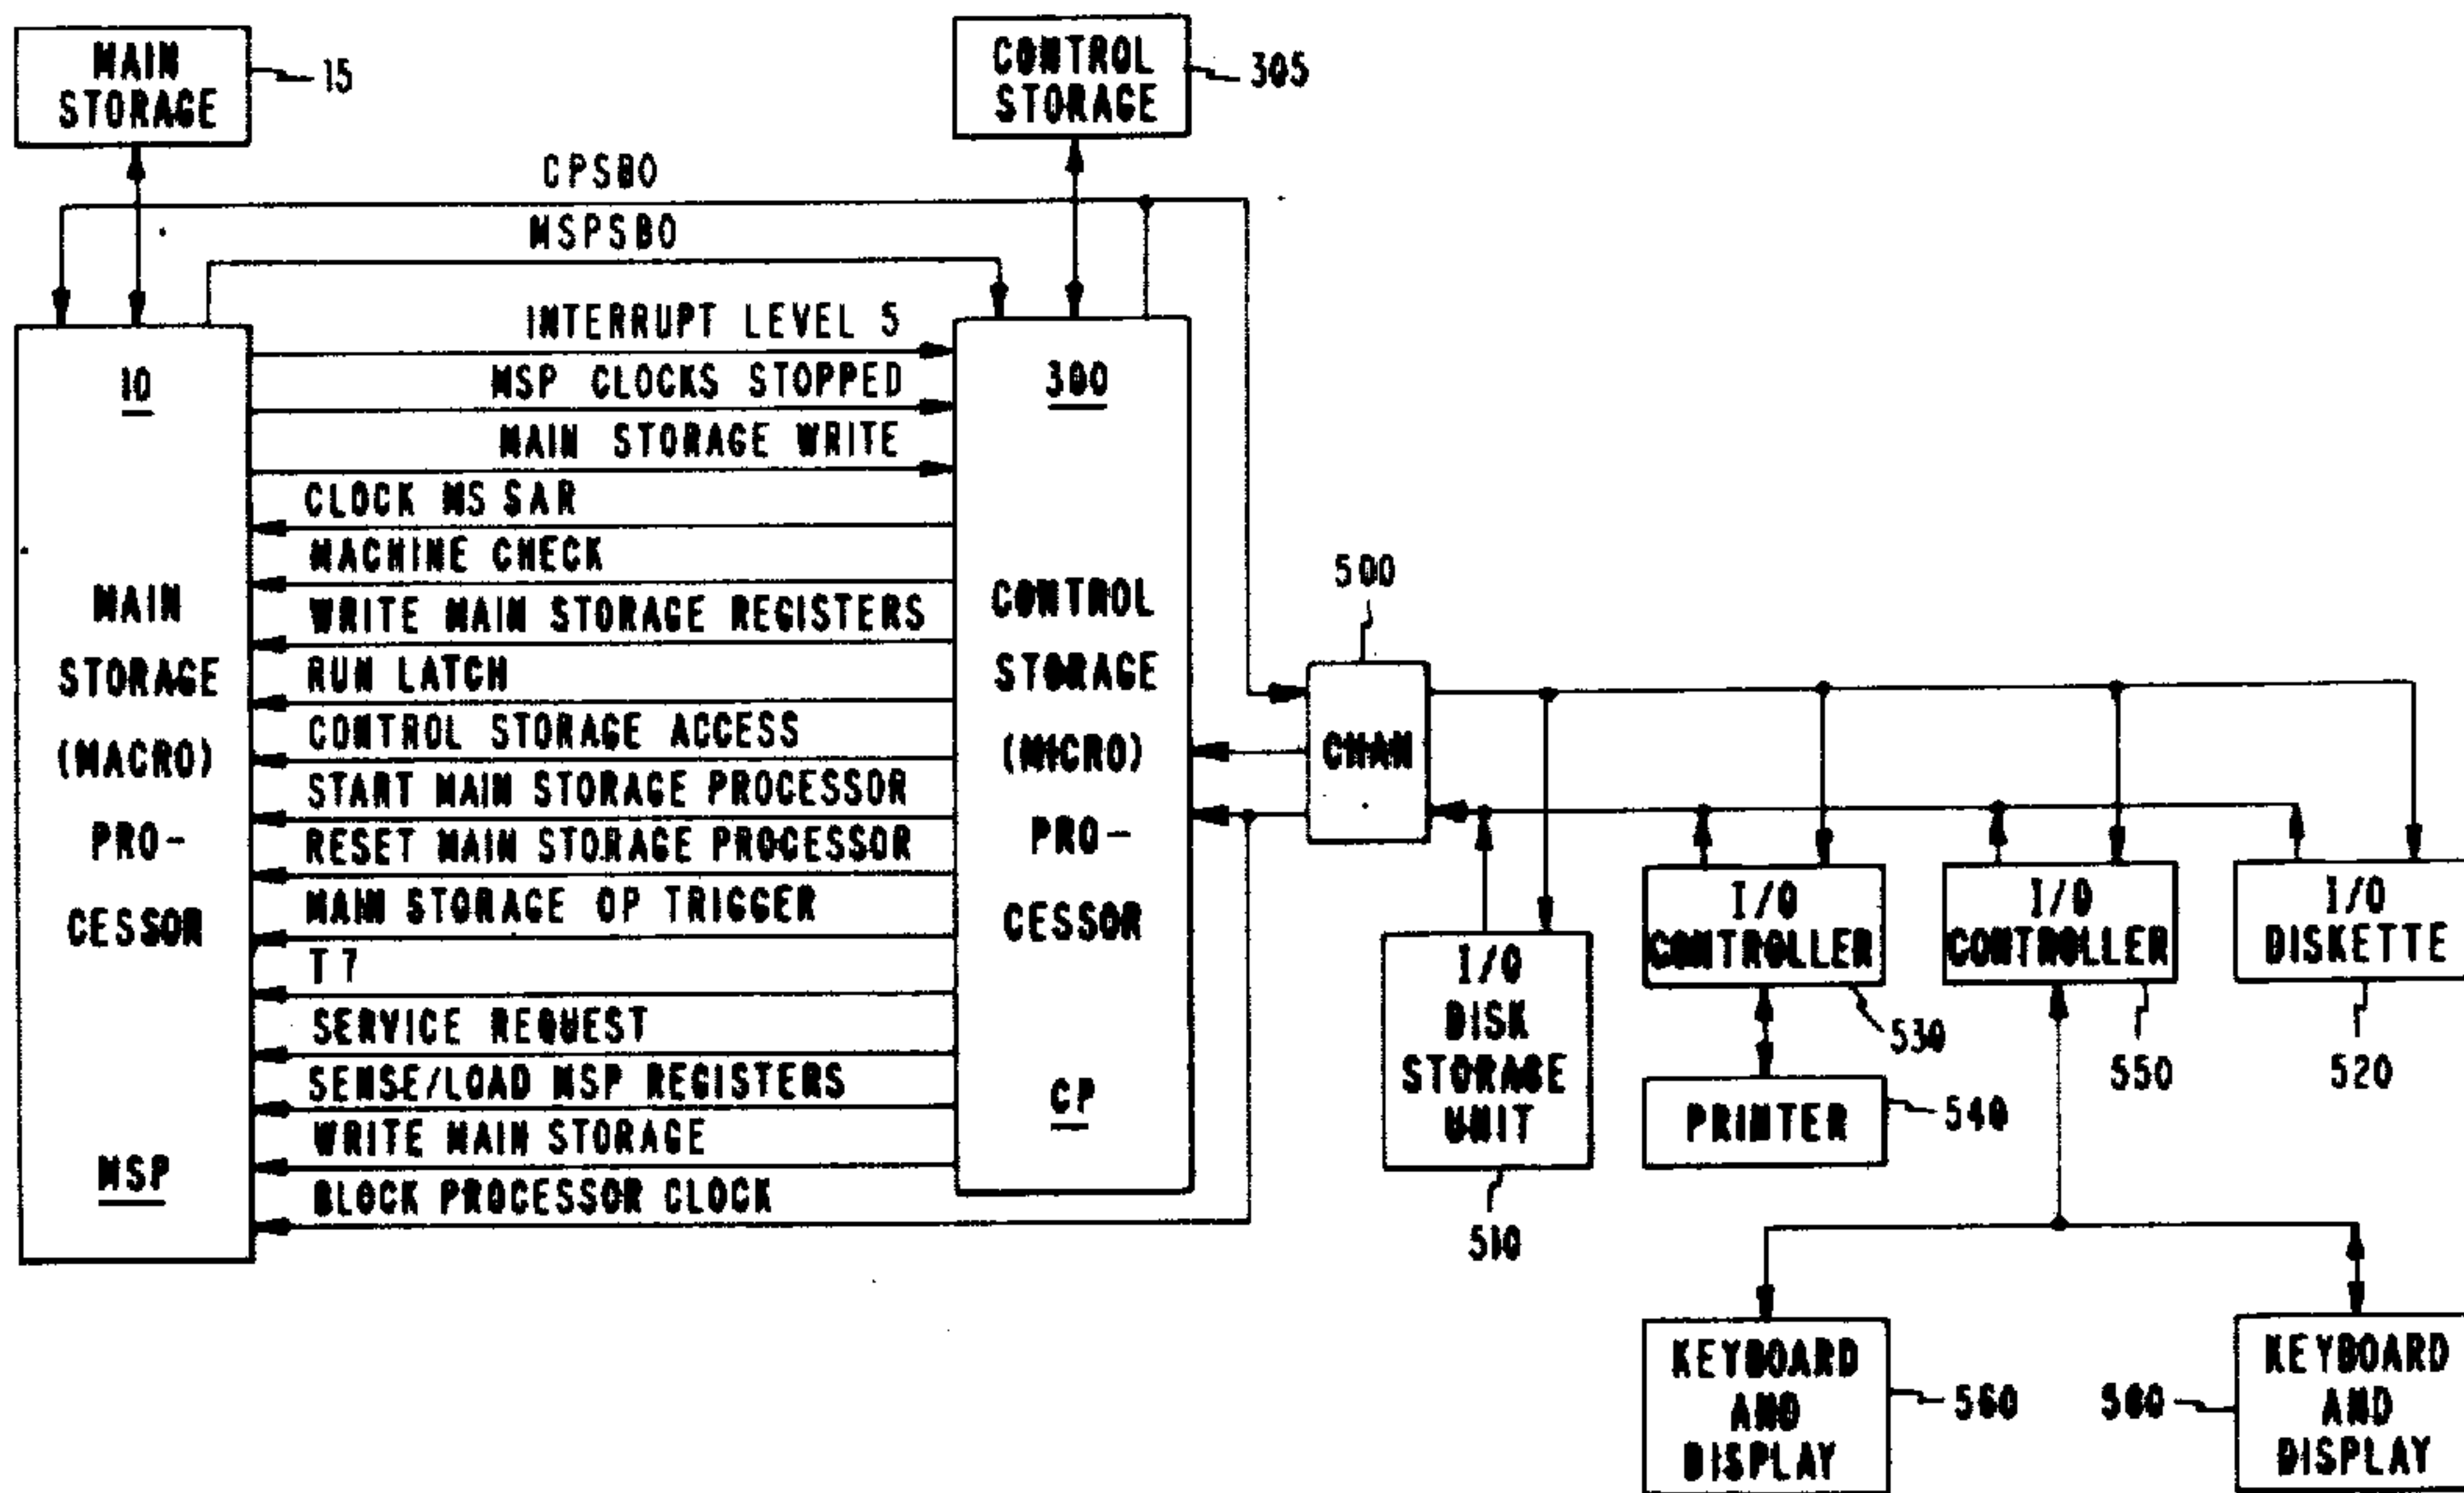 MAIN
STORAGE
15
CONTROL
STORAGE
305
CPSBO
MSPSBO
10
MAIN
STORAGE
(MACRO)
PRO-
CESSOR
MSP
INTERRUPT LEVEL 5
MSP CLOCKS STOPPED
MAIN STORAGE WRITE
CLOCK MS SAR
MACHINE CHECK
WRITE MAIN STORAGE REGISTERS
RUN LATCH
CONTROL STORAGE ACCESS
START MAIN STORAGE PROCESSOR
RESET MAIN STORAGE PROCESSOR
MAIN STORAGE OP TRIGGER
T7
SERVICE REQUEST
SENSE/LOAD MSP REGISTERS
WRITE MAIN STORAGE
BLOCK PROCESSOR CLOCK
300
CONTROL
STORAGE
(MICRO)
PRO-
CESSOR
CP
500
CHAN
I/O
DISK
STORAGE
UNIT
510
I/O
CONTROLLER
530
PRINTER
540
I/O
CONTROLLER
550
I/O
DISKETTE
520
KEYBOARD
AND
DISPLAY
560
560
KEYBOARD
AND
DISPLAY